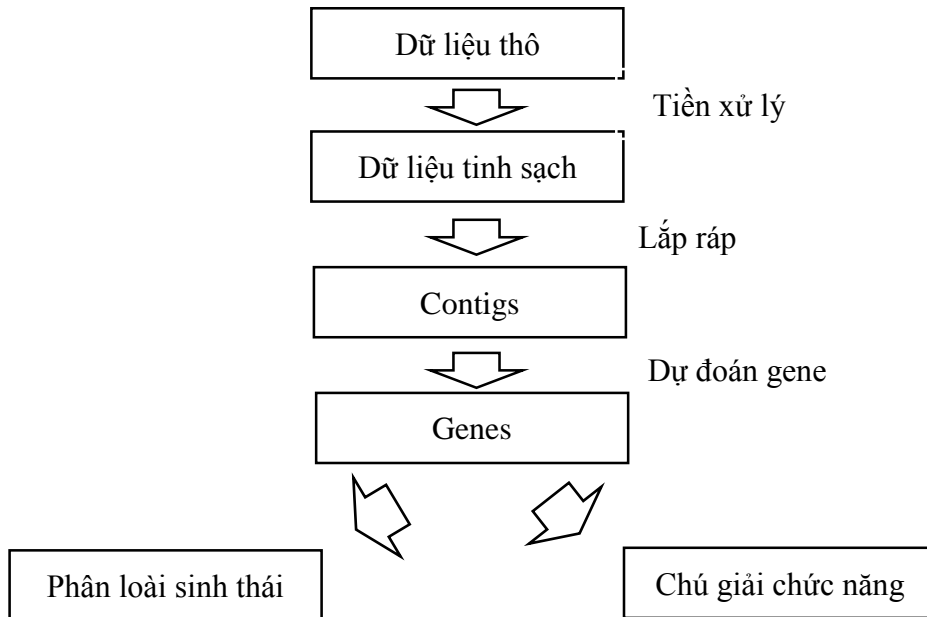 Dữ liệu thô
Tiền xử lý
Dữ liệu tinh sạch
Lắp ráp
Contigs
Dự đoán gene
Genes
Phân loài sinh thái
Chú giải chức năng